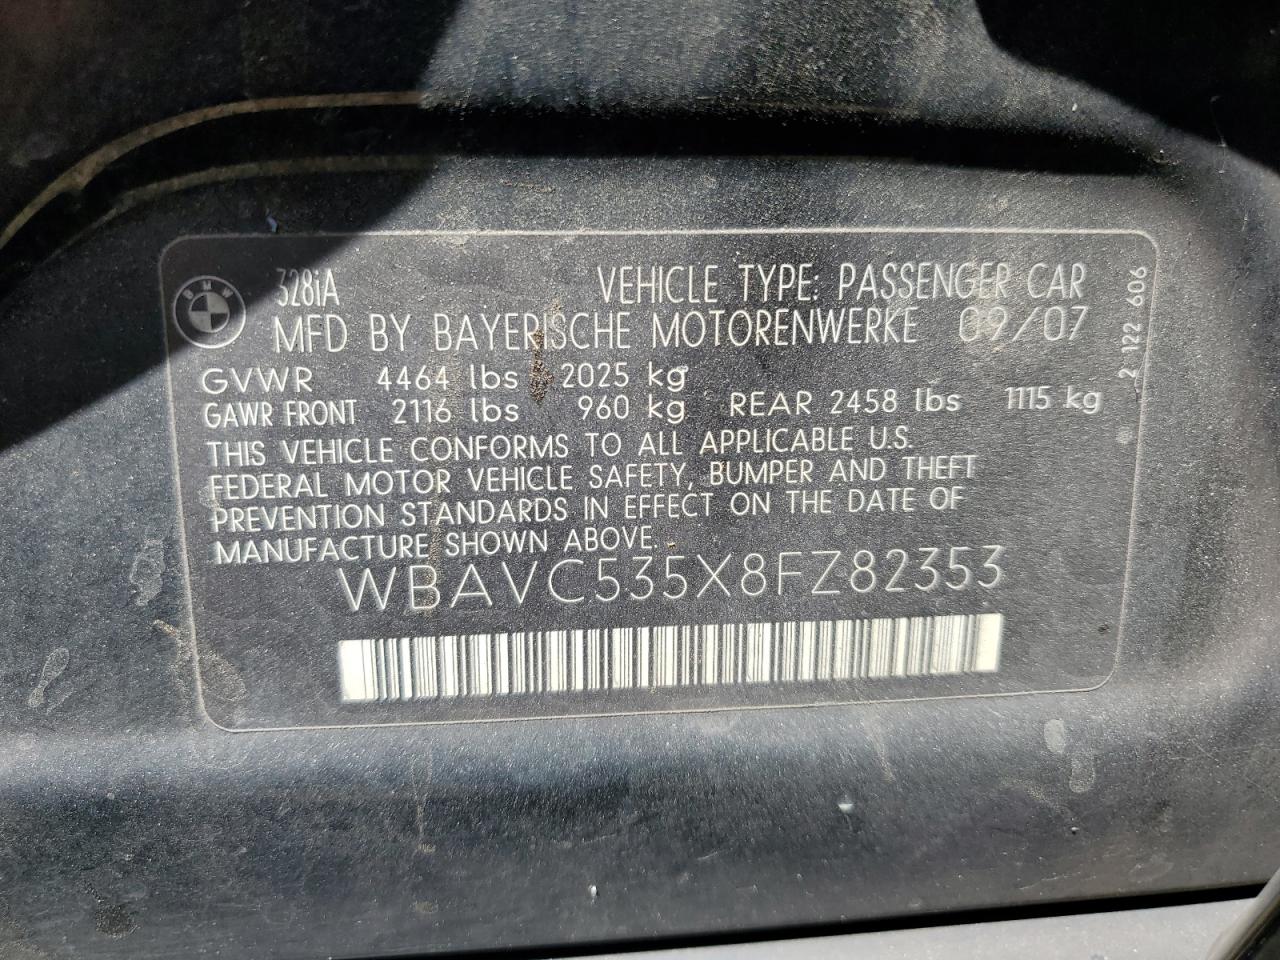 BMW
328iA VEHICLE TYPE: PASSENGER CAR
MFD BY BAYERISCHE MOTORENWERKE 09/07
GVWR 4464 lbs 2025 kg
GAWR FRONT 2116 lbs 960 kg REAR 2458 lbs 1115 kg
THIS VEHICLE CONFORMS TO ALL APPLICABLE U.S.
FEDERAL MOTOR VEHICLE SAFETY, BUMPER AND THEFT
PREVENTION STANDARDS IN EFFECT ON THE DATE OF
MANUFACTURE SHOWN ABOVE.
WBAVC535X8FZ82353
2 122 606